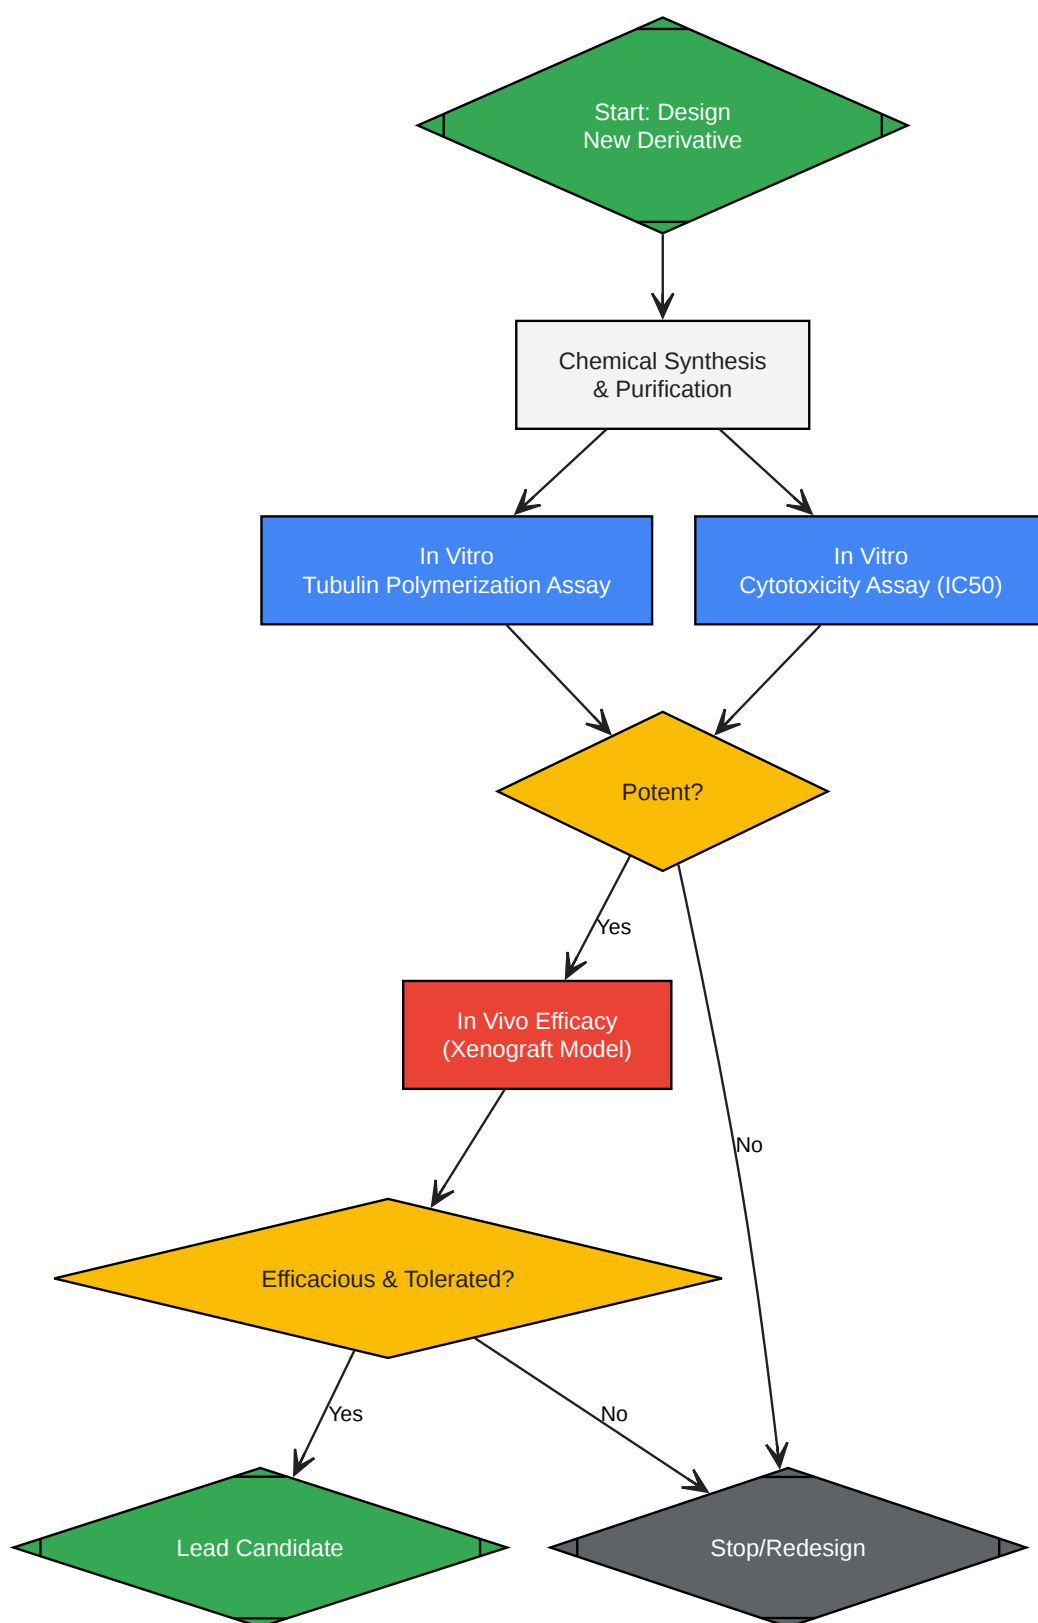 Start: Design
New Derivative
Chemical Synthesis
& Purification
In Vitro
Tubulin Polymerization Assay
In Vitro
Cytotoxicity Assay (IC50)
Potent?
Yes
In Vivo Efficacy
(Xenograft Model)
No
Efficacious & Tolerated?
Yes
No
Lead Candidate
Stop/Redesign